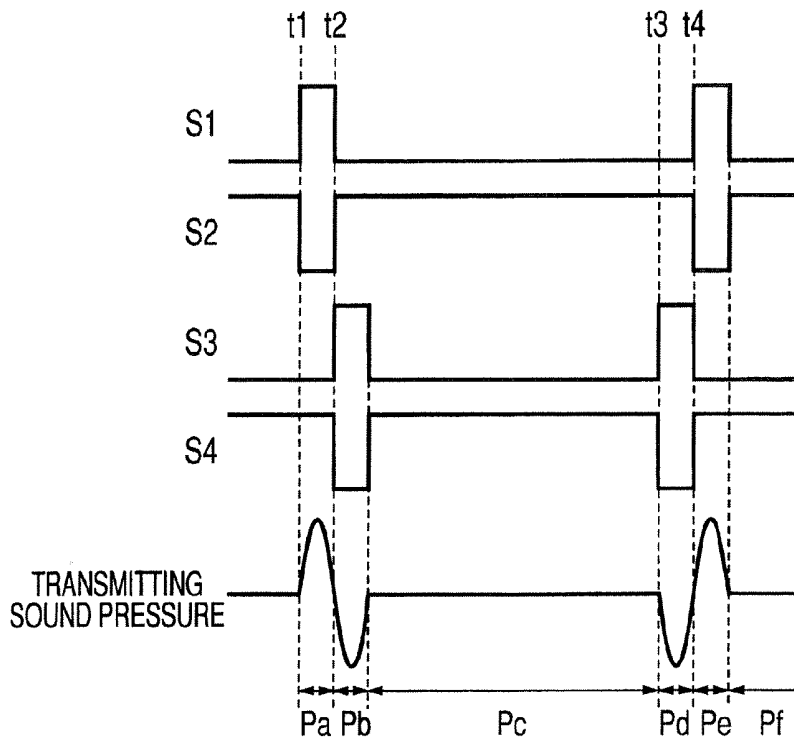 t1 t2 t3 t4
S1
S2
S3
S4
TRANSMITTING
SOUND PRESSURE
Pa Pb Pc Pd Pe Pf